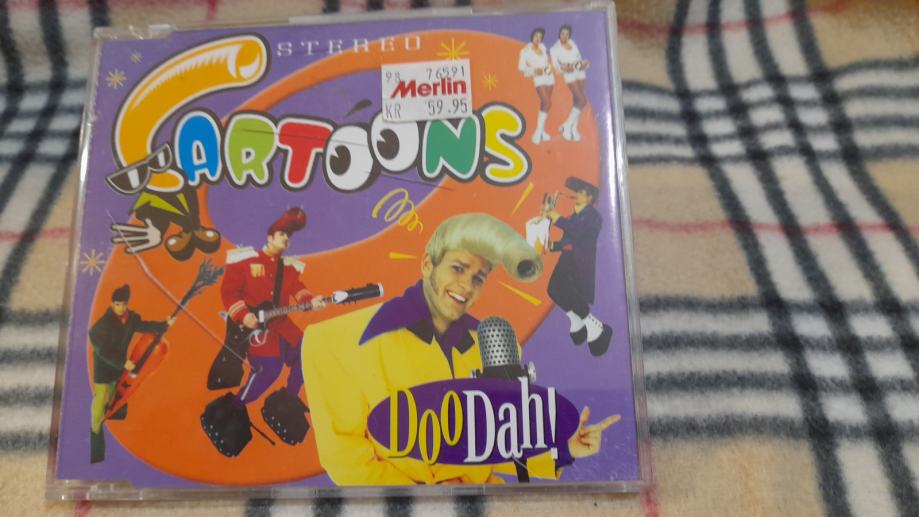 STEREO
98 76591
Merlin
KR 59.95
CARTOONS
DooDah!